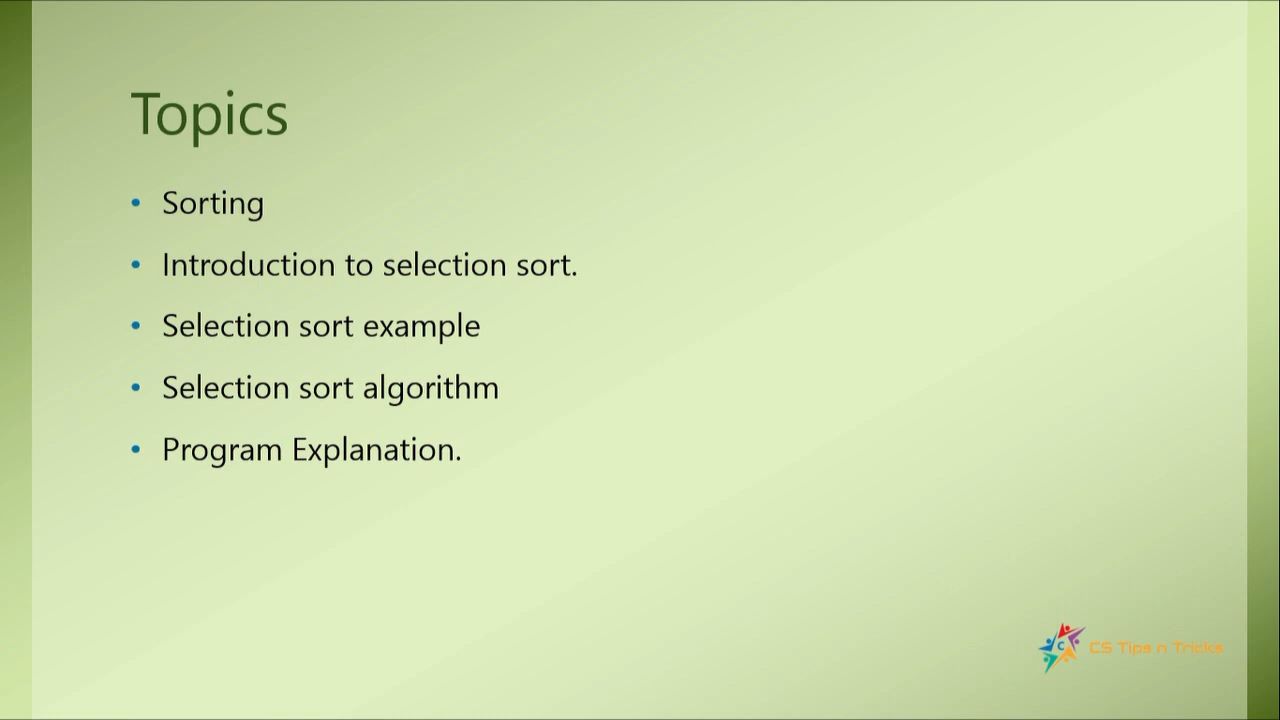 Topics
• Sorting
• Introduction to selection sort.
• Selection sort example
• Selection sort algorithm
• Program Explanation.
C
CS Tips n Tricks